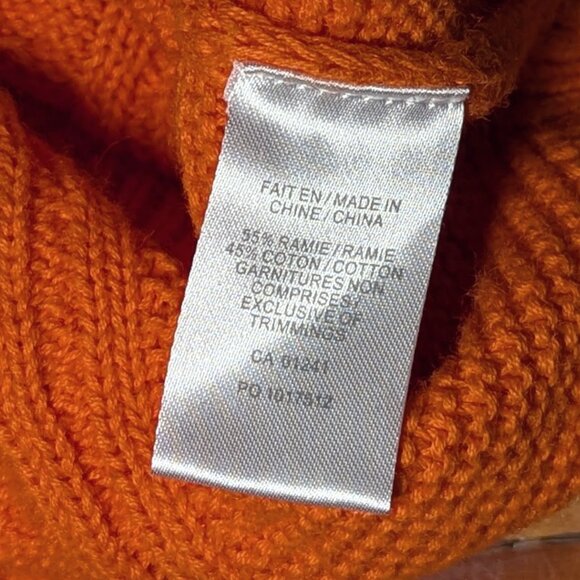 FAIT EN / MADE IN
CHINE / CHINA
55% RAMIE / RAMIE
45% COTON / COTTON
GARNITURES NON
COMPRISES /
EXCLUSIVE OF
TRIMMINGS
CA 01241
PO 1017512